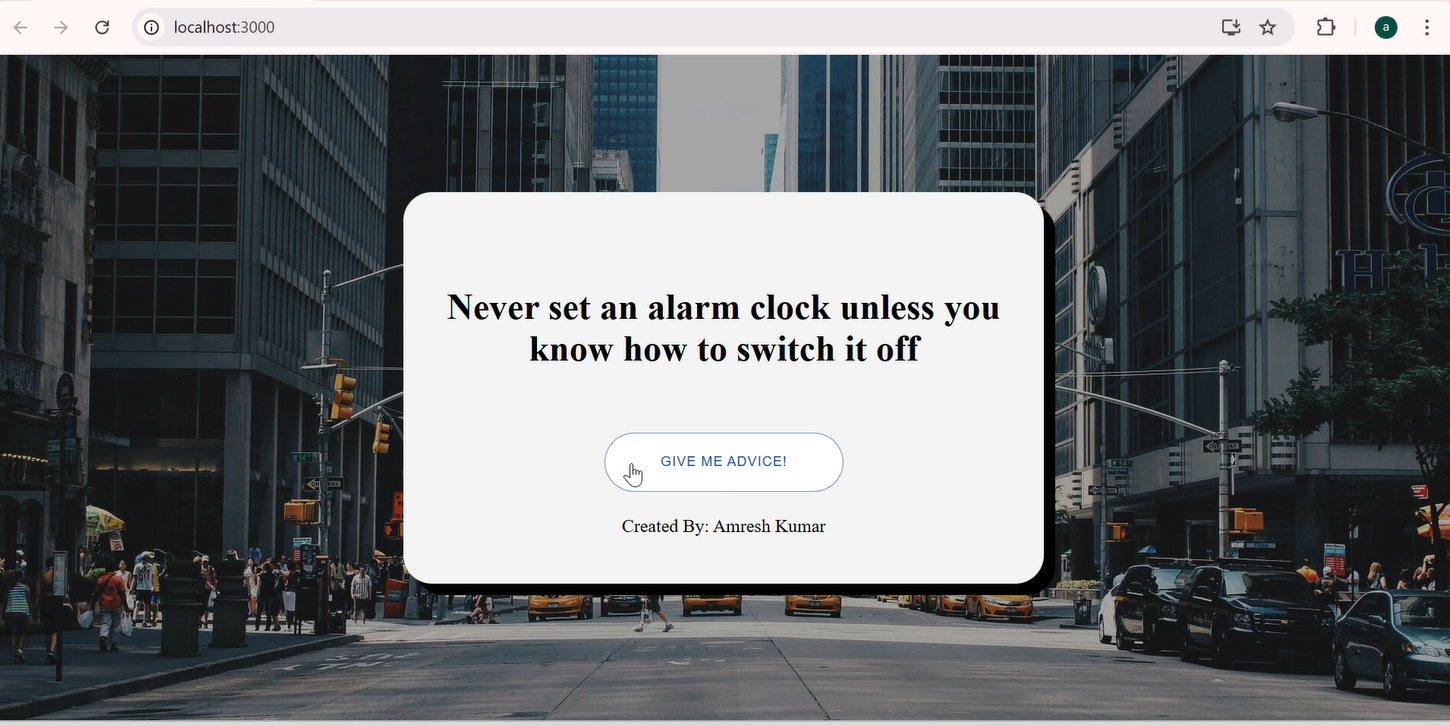 localhost:3000
a
Never set an alarm clock unless you
know how to switch it off
GIVE ME ADVICE!
Created By: Amresh Kumar